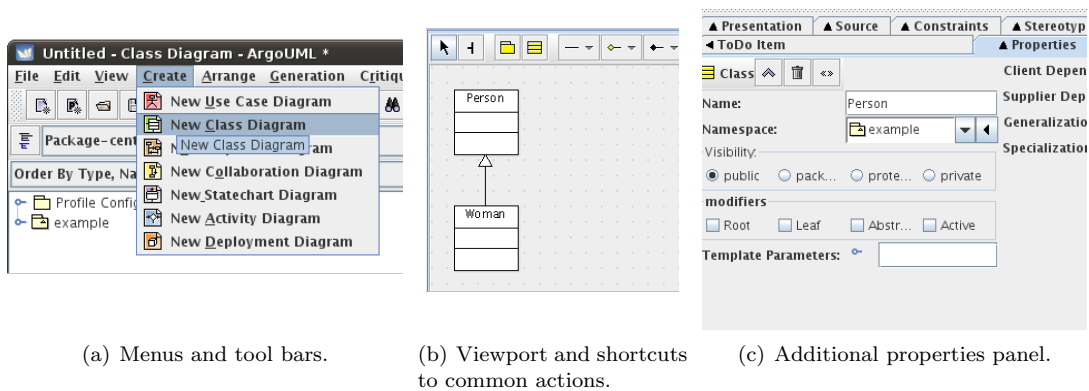 Untitled - Class Diagram - ArgoUML *
File Edit View Create Arrange Generation Critiqu
New Use Case Diagram
New Class Diagram
New Class Diagram
Package-cent
New Collaboration Diagram
Order By Type, Na
New Statechart Diagram
Profile Config
New Activity Diagram
example
New Deployment Diagram
(a) Menus and tool bars.
Person
Woman
(b) Viewport and shortcuts
to common actions.
Presentation Source Constraints Stereotyp
ToDo Item Properties
Class
Client Depen
Name: Person
Supplier Dep
Namespace: example
Generalizatio
Visibility:
Specialization
public pack... prote... private
modifiers
Root Leaf Abstr... Active
Template Parameters:
(c) Additional properties panel.